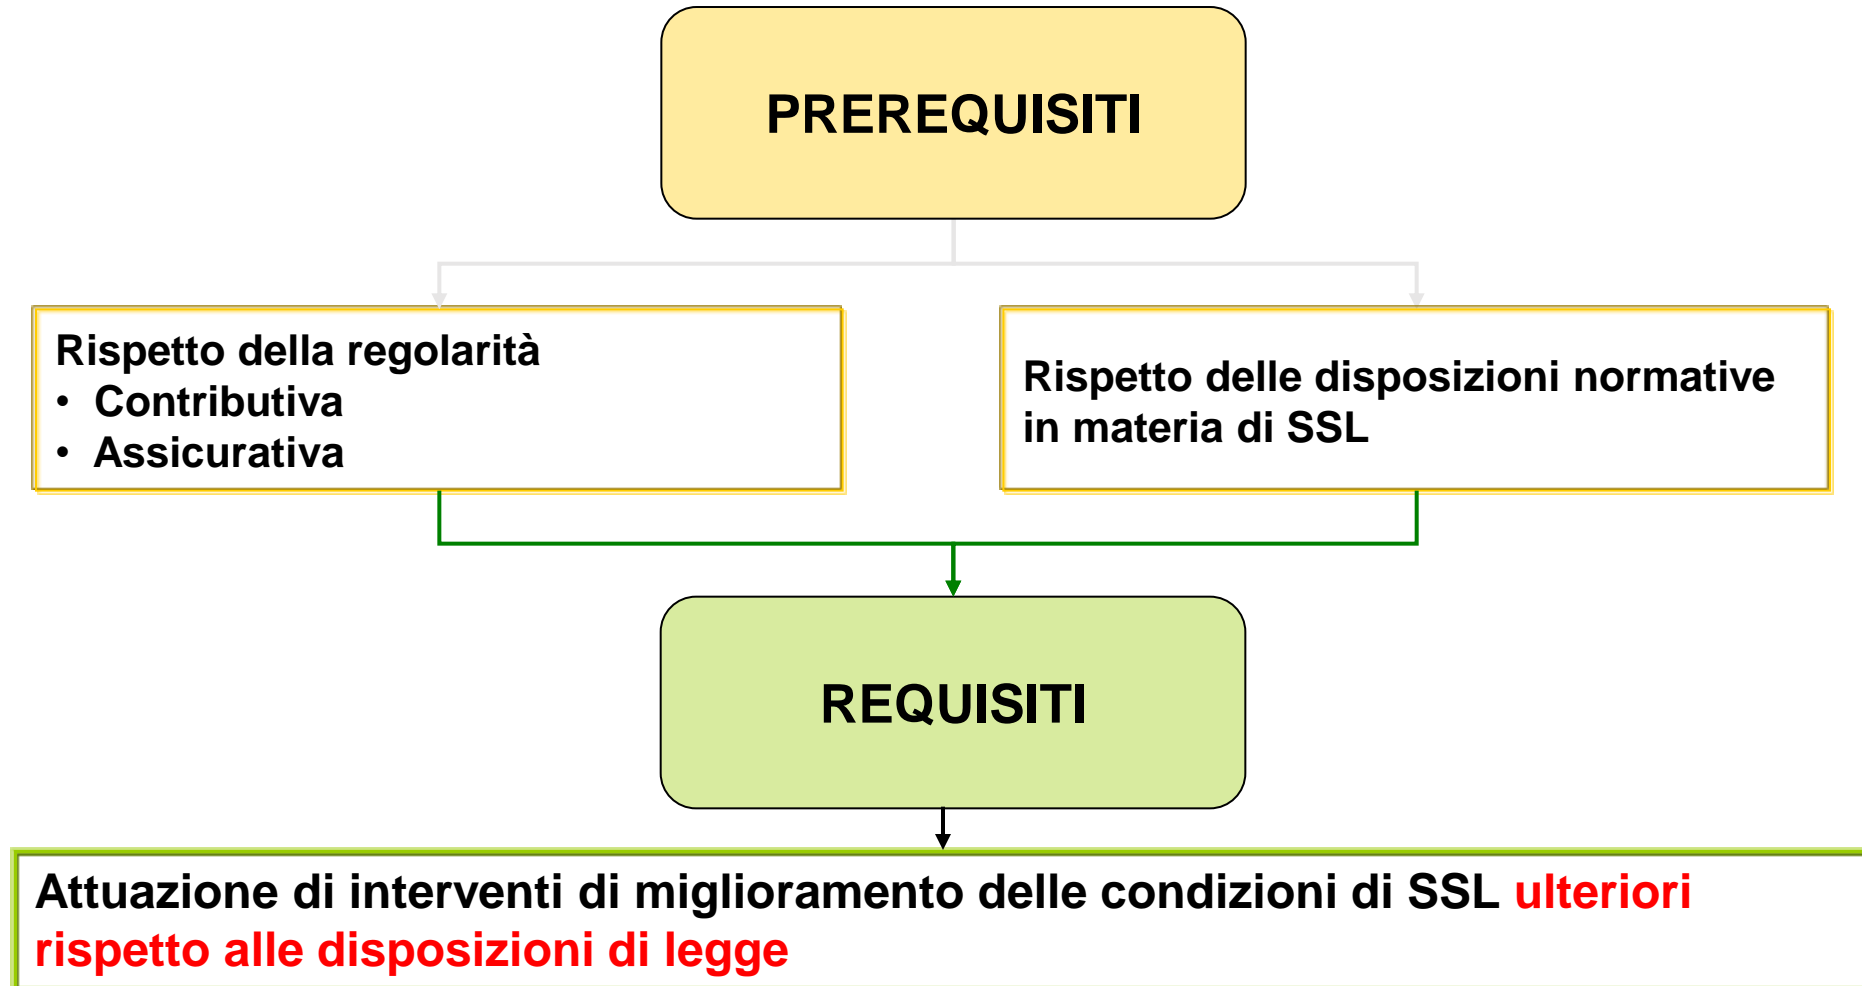 PREREQUISITI
Rispetto della regolarità
• Contributiva
• Assicurativa
Rispetto delle disposizioni normative
in materia di SSL
REQUISITI
Attuazione di interventi di miglioramento delle condizioni di SSL ulteriori
rispetto alle disposizioni di legge